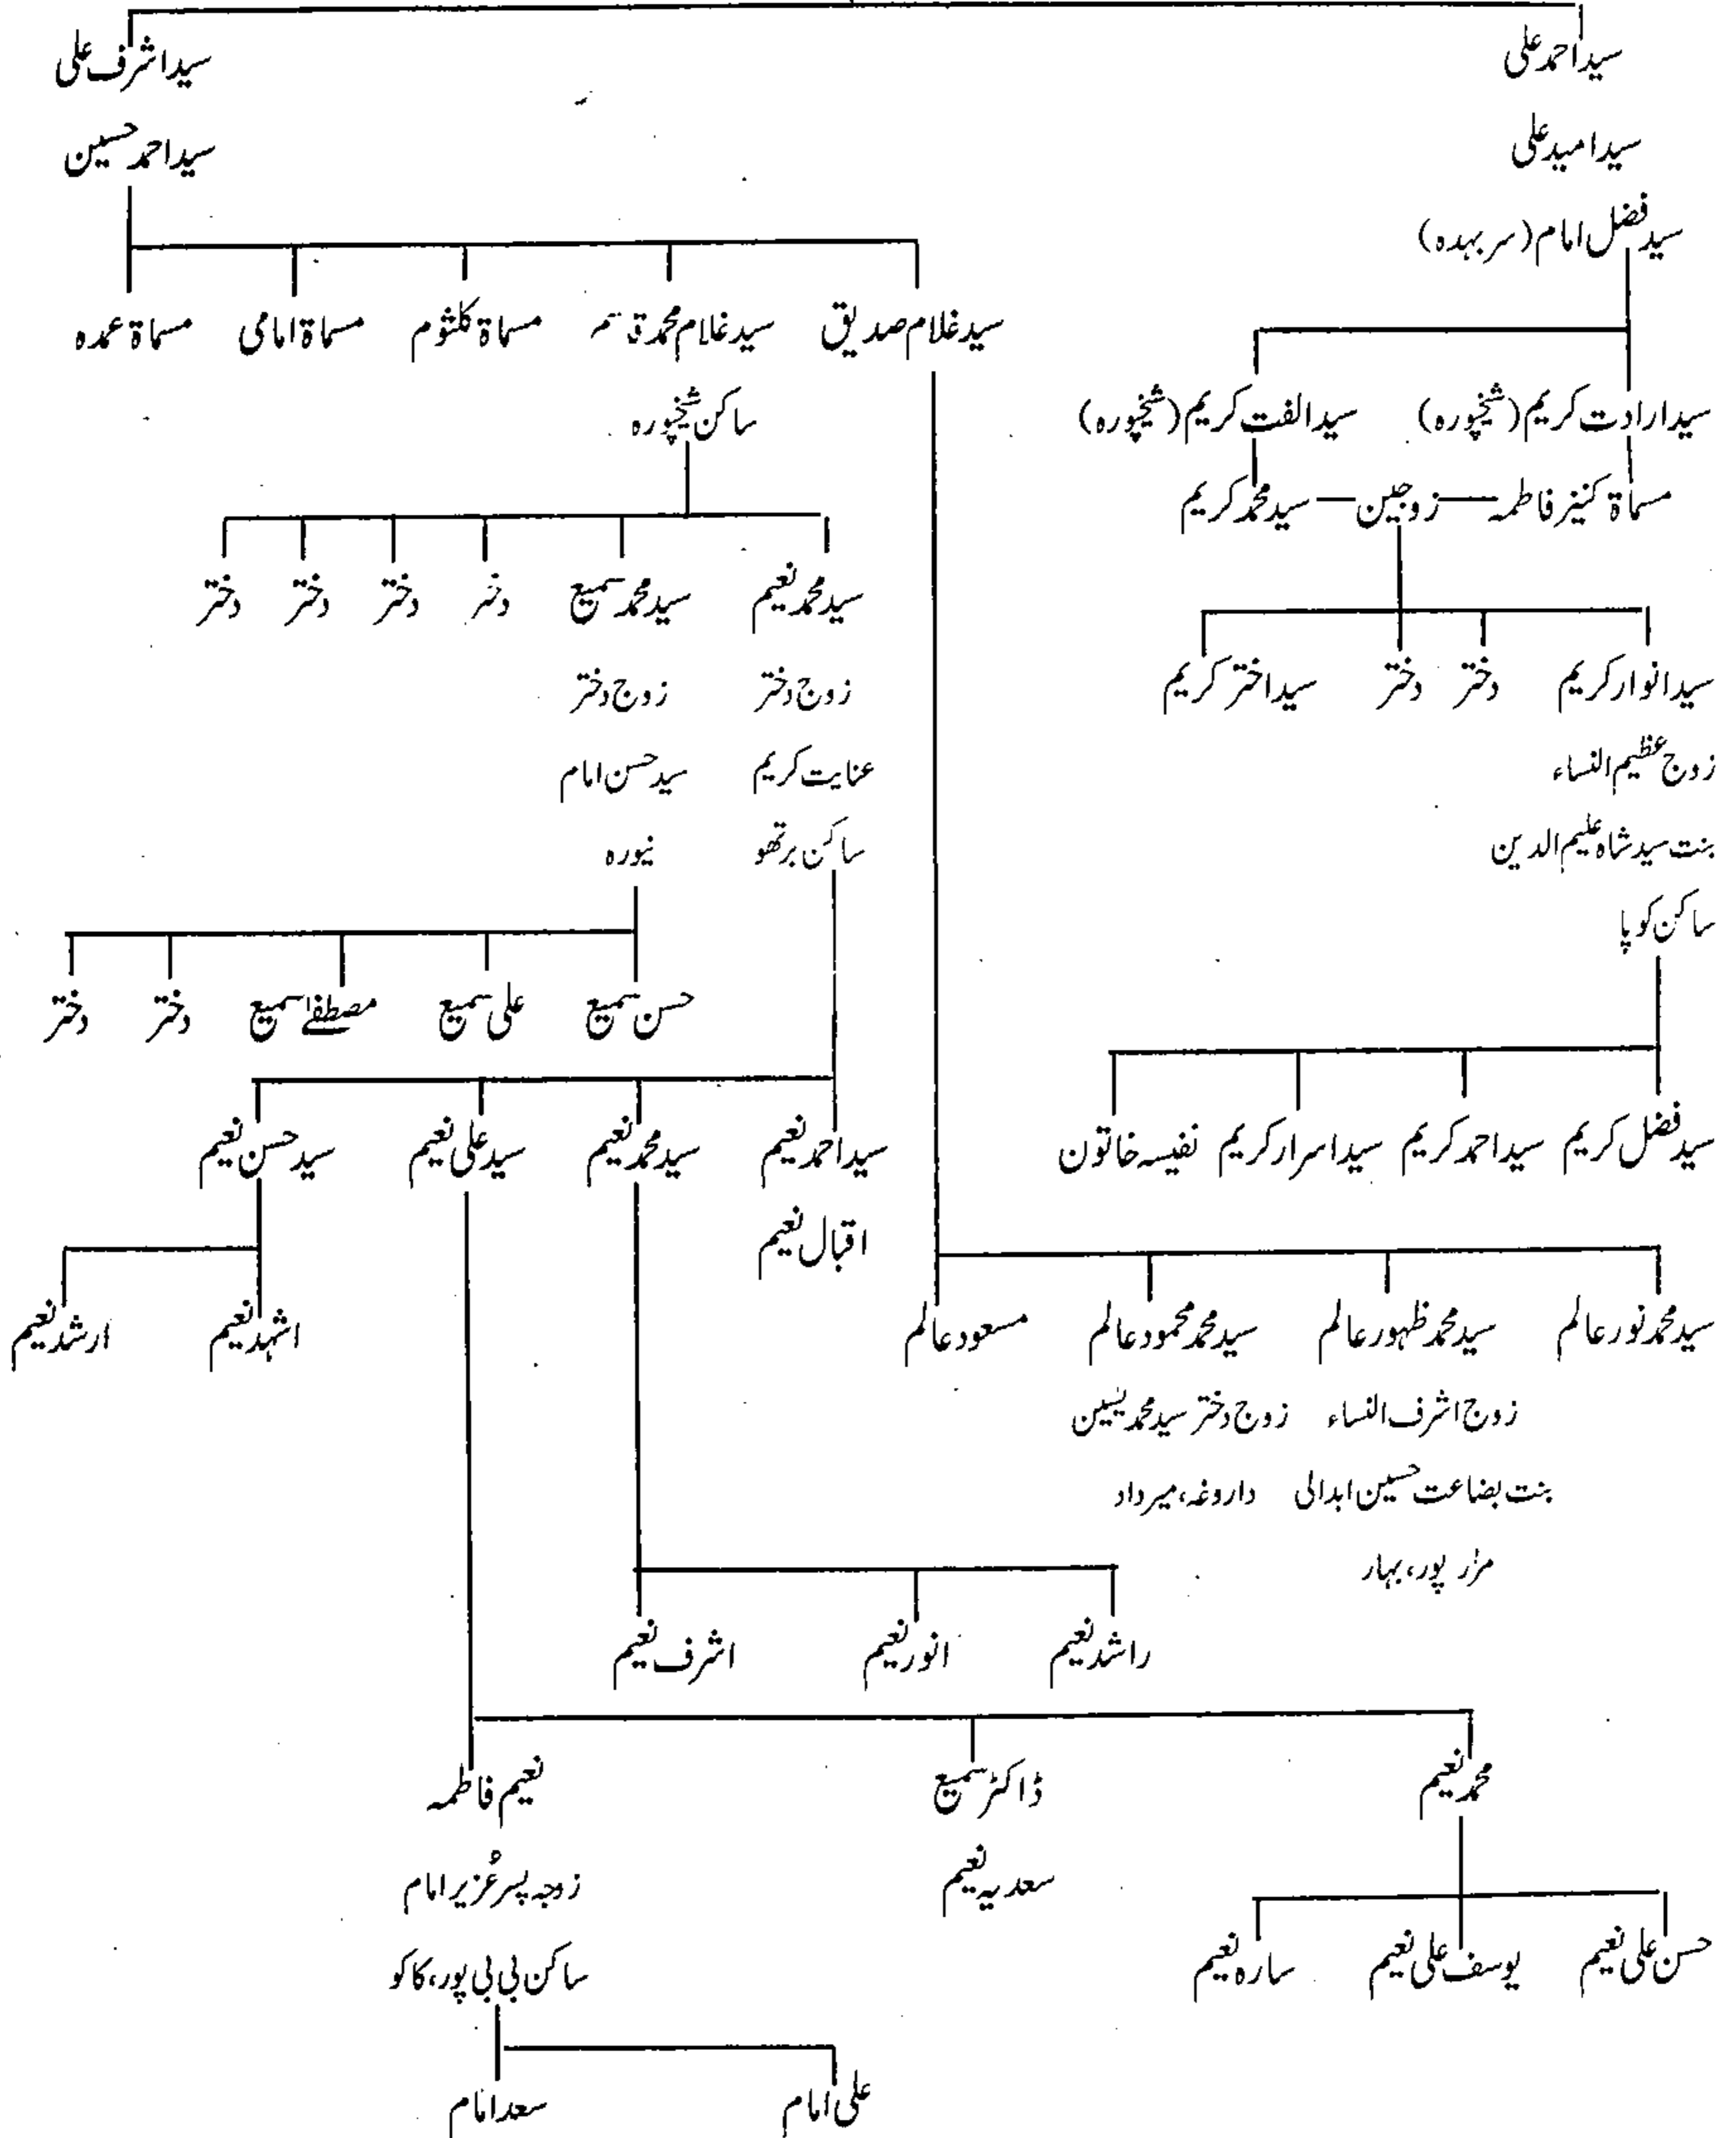 سید احمد علی سید اشرف علی
سید امید علی سید احمد حسین
سید فضل امام (سر بہدہ)
سید غلام صدیق سید غلام محمد قاسم مسماۃ کلثوم مسماۃ امامی مسماۃ عمدہ
سید ارادت کریم (شیخپورہ) سید الفت کریم (شیخپورہ) ساکن شیخپورہ
مسماۃ کنیز فاطمہ زوجین سید محمد کریم
سید محمد نعیم سید محمد سمیع دختر دختر دختر دختر
سید انوار کریم دختر دختر سید اختر کریم زوج دختر زوج دختر
زوج عظیم النساء عنایت کریم سید حسن امام
بنت سید شاہ علیم الدین ساکن برتھو نیورہ
ساکن کوپا
حسن سمیع علی سمیع مصطفےٰ سمیع دختر دختر
سید فضل کریم سید احمد کریم سید اسرار کریم نفیسہ خاتون سید احمد نعیم سید محمد نعیم سید علی نعیم سید حسن نعیم
اقبال نعیم
سید محمد نور عالم سید محمد ظہور عالم سید محمد محمود عالم مسعود عالم اشہد نعیم ارشد نعیم
زوج اشرف النساء زوج دختر سید محمد یٰسین
بنت بضاعت حسین ابدالی داروغہ، میرداد
پور، بہار
راشد نعیم انور نعیم اشرف نعیم
محمد نعیم ڈاکٹر سمیع نعیم فاطمہ
سعدیہ نعیم زوجہ پسر عُزیر امام
حسن علی نعیم یوسف علی نعیم سارہ نعیم ساکن بی بی پور، کاکو
علی امام سعد امام